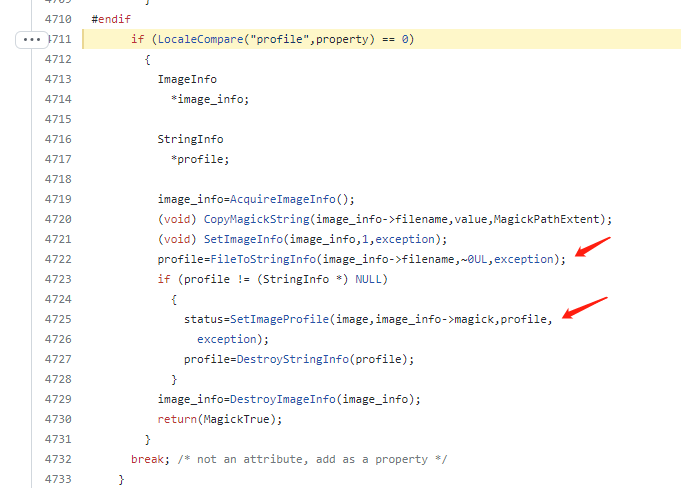 4709 }
4710 #endif
... 4711 if (LocaleCompare("profile",property) == 0)
4712 {
4713 ImageInfo
4714 *image_info;
4715
4716 StringInfo
4717 *profile;
4718
4719 image_info=AcquireImageInfo();
4720 (void) CopyMagickString(image_info->filename,value,MagickPathExtent);
4721 (void) SetImageInfo(image_info,1,exception);
4722 profile=FileToStringInfo(image_info->filename,~0UL,exception);
4723 if (profile != (StringInfo *) NULL)
4724 {
4725 status=SetImageProfile(image,image_info->magick,profile,
4726 exception);
4727 profile=DestroyStringInfo(profile);
4728 }
4729 image_info=DestroyImageInfo(image_info);
4730 return(MagickTrue);
4731 }
4732 break; /* not an attribute, add as a property */
4733 }